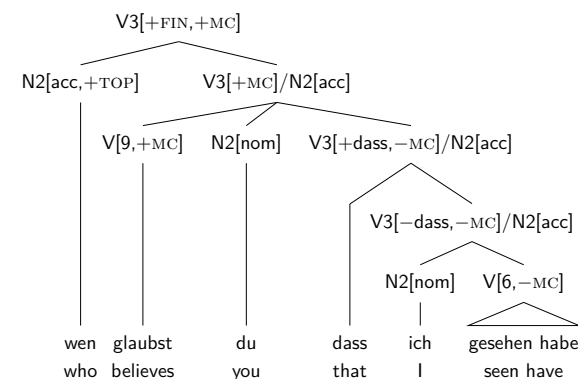 V3[+FIN,+MC]
N2[acc,+TOP] V3[+MC]/N2[acc]
V[9,+MC] N2[nom] V3[+dass,−MC]/N2[acc]
V3[−dass,−MC]/N2[acc]
N2[nom] V[6,−MC]
wen glaubst du dass ich gesehen habe
who believes you that I seen have